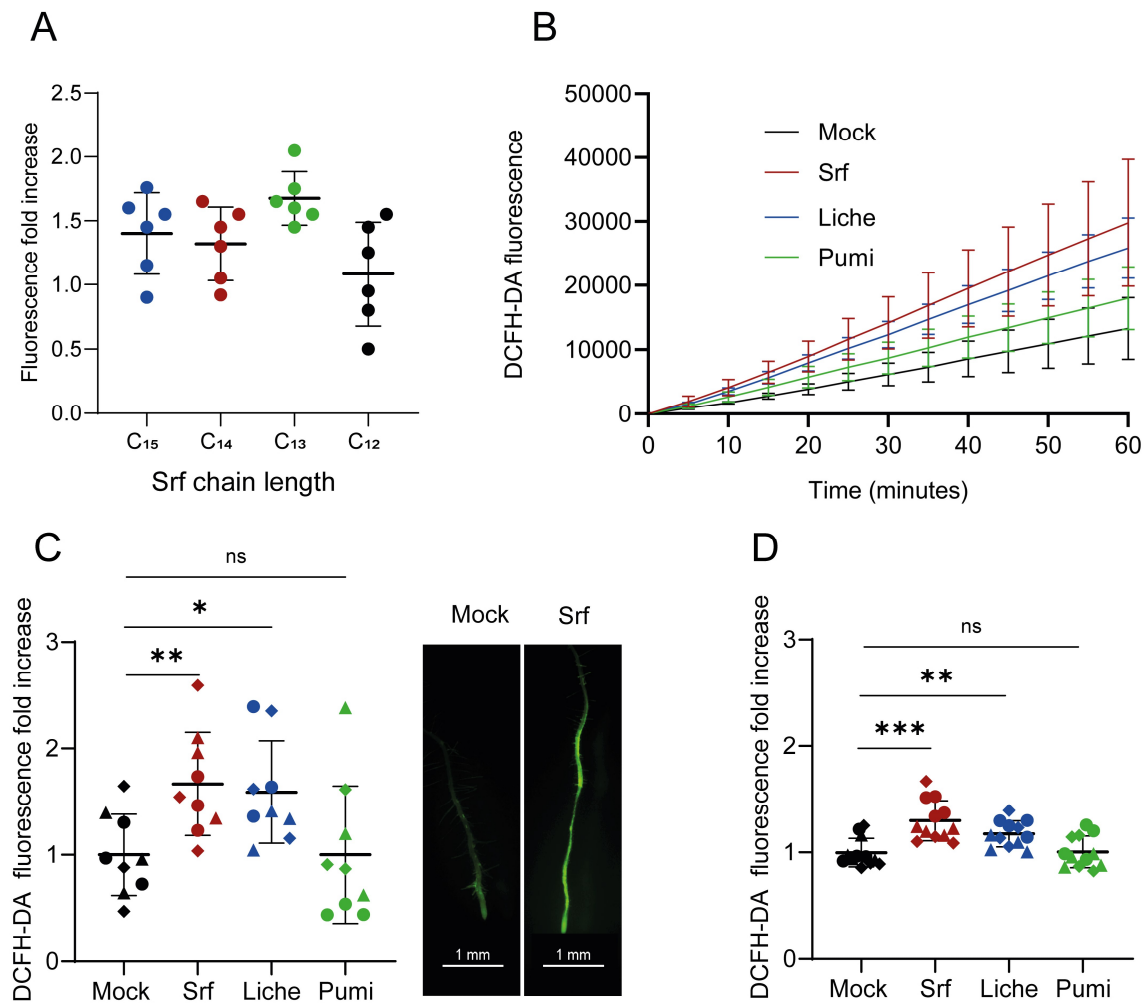 A
Fluorescence fold increase
2.5
2.0
1.5
1.0
0.5
0.0
C₁₅ C₁₄ C₁₃ C₁₂
Srf chain length
B
DCFH-DA fluorescence
50000
40000
30000
20000
10000
0
Mock
Srf
Liche
Pumi
0 10 20 30 40 50 60
Time (minutes)
C
DCFH-DA fluorescence fold increase
3
2
1
0
ns
*
**
Mock Srf Liche Pumi
Mock Srf
1 mm 1 mm
D
DCFH-DA fluorescence fold increase
3
2
1
0
ns
**
***
Mock Srf Liche Pumi